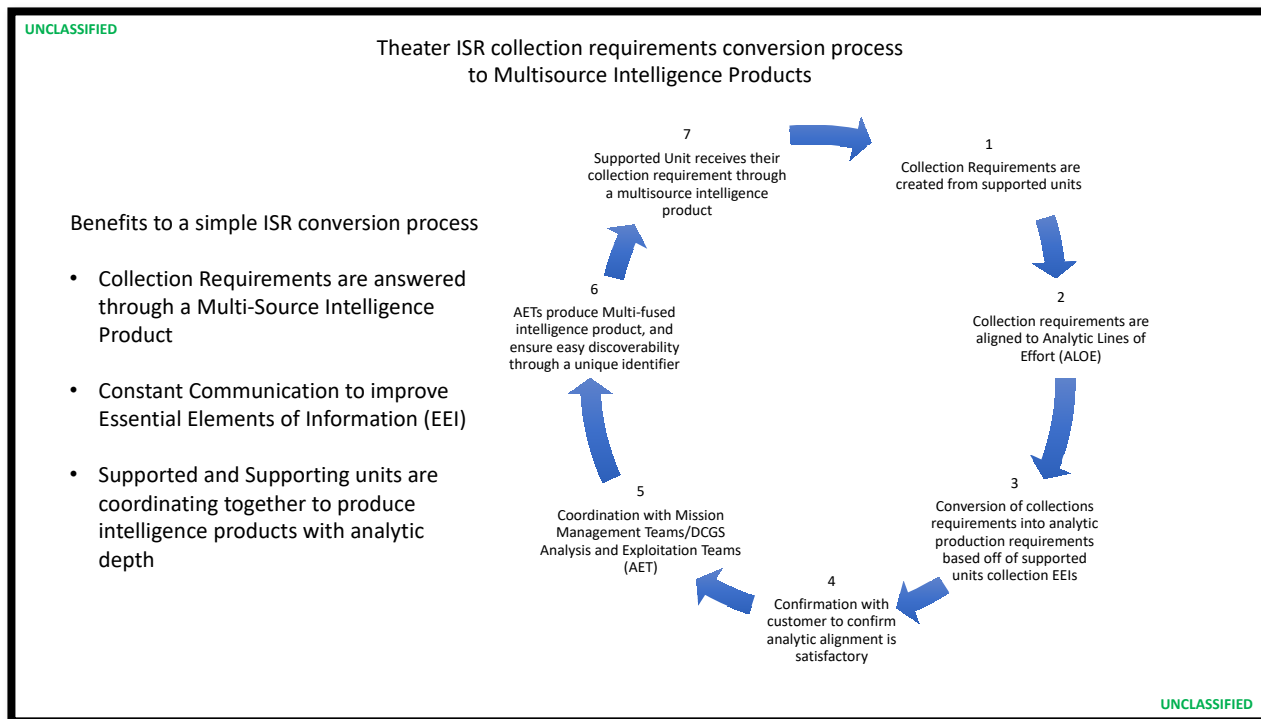 UNCLASSIFIED
Theater ISR collection requirements conversion process
to Multisource Intelligence Products
7
Supported Unit receives their
collection requirement through
a multisource intelligence
product
1
Collection Requirements are
created from supported units
Benefits to a simple ISR conversion process
• Collection Requirements are answered
through a Multi-Source Intelligence
Product
• Constant Communication to improve
Essential Elements of Information (EEI)
• Supported and Supporting units are
coordinating together to produce
intelligence products with analytic
depth
2
Collection requirements are
aligned to Analytic Lines of
Effort (ALOE)
3
Conversion of collections
requirements into analytic
production requirements
based off of supported
units collection EEIs
4
Confirmation with
customer to confirm
analytic alignment is
satisfactory
5
Coordination with Mission
Management Teams/DCGS
Analysis and Exploitation Teams
(AET)
6
AETs produce Multi-fused
intelligence product, and
ensure easy discoverability
through a unique identifier
UNCLASSIFIED